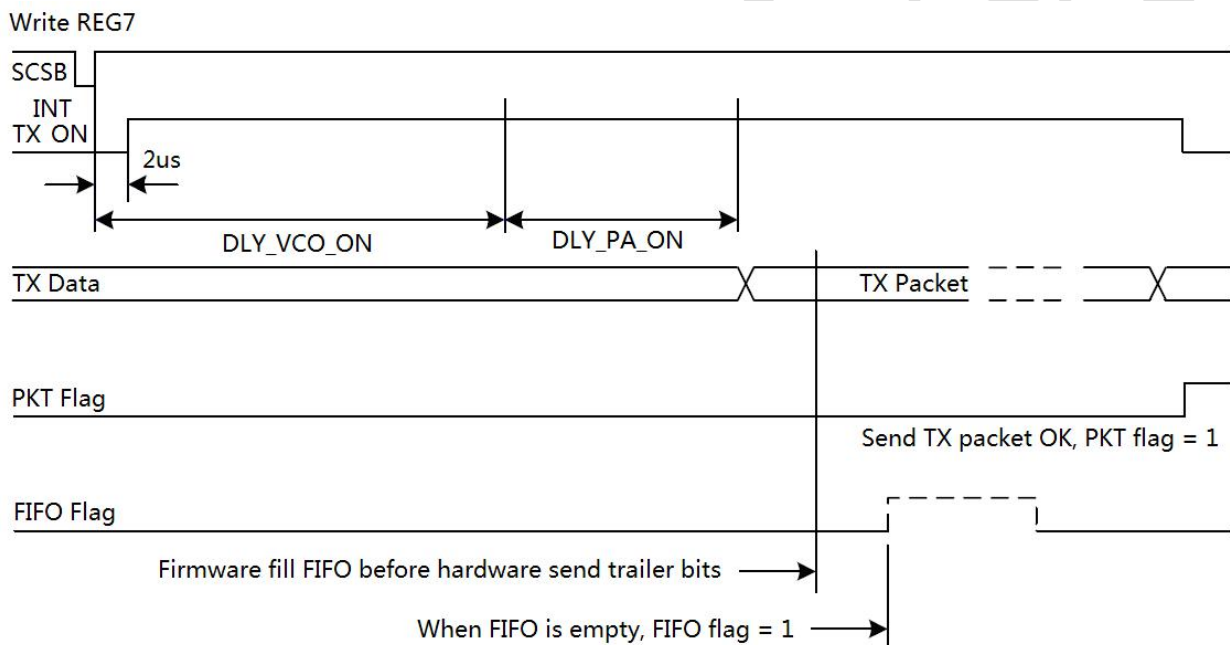 Write REG7
SCSB
INT
TX ON
2us
DLY_VCO_ON
DLY_PA_ON
TX Data
TX Packet
PKT Flag
Send TX packet OK, PKT flag = 1
FIFO Flag
Firmware fill FIFO before hardware send trailer bits
When FIFO is empty, FIFO flag = 1